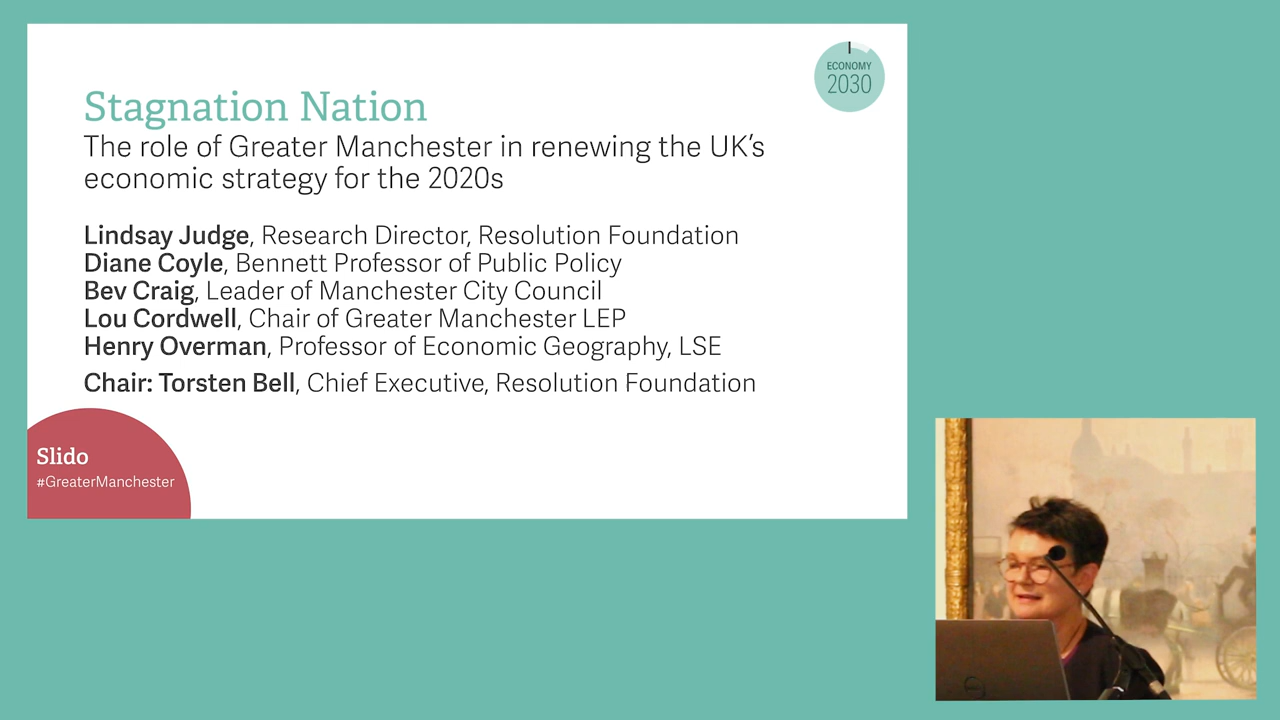 ECONOMY
2030
Stagnation Nation
The role of Greater Manchester in renewing the UK’s
economic strategy for the 2020s
Lindsay Judge, Research Director, Resolution Foundation
Diane Coyle, Bennett Professor of Public Policy
Bev Craig, Leader of Manchester City Council
Lou Cordwell, Chair of Greater Manchester LEP
Henry Overman, Professor of Economic Geography, LSE
Chair: Torsten Bell, Chief Executive, Resolution Foundation
Slido
#GreaterManchester